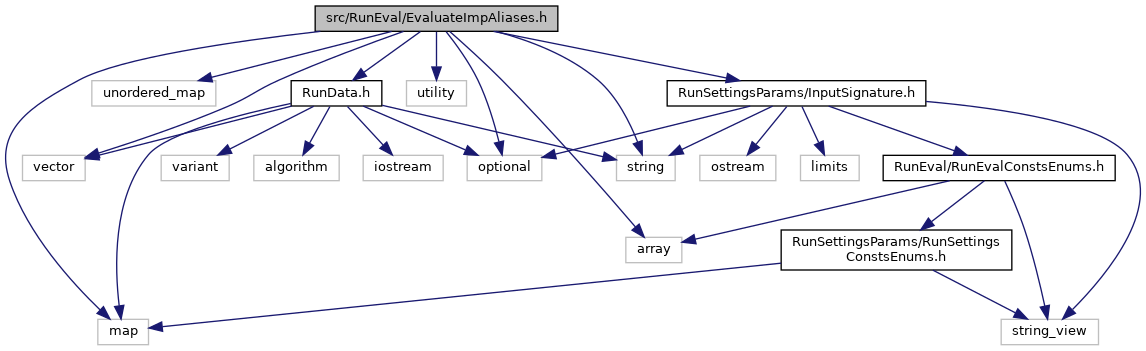 src/RunEval/EvaluateImpAliases.h
unordered_map
RunData.h
utility
RunSettingsParams/InputSignature.h
vector
variant
algorithm
iostream
optional
string
ostream
limits
RunEval/RunEvalConstsEnums.h
array
RunSettingsParams/RunSettings
ConstsEnums.h
map
string_view